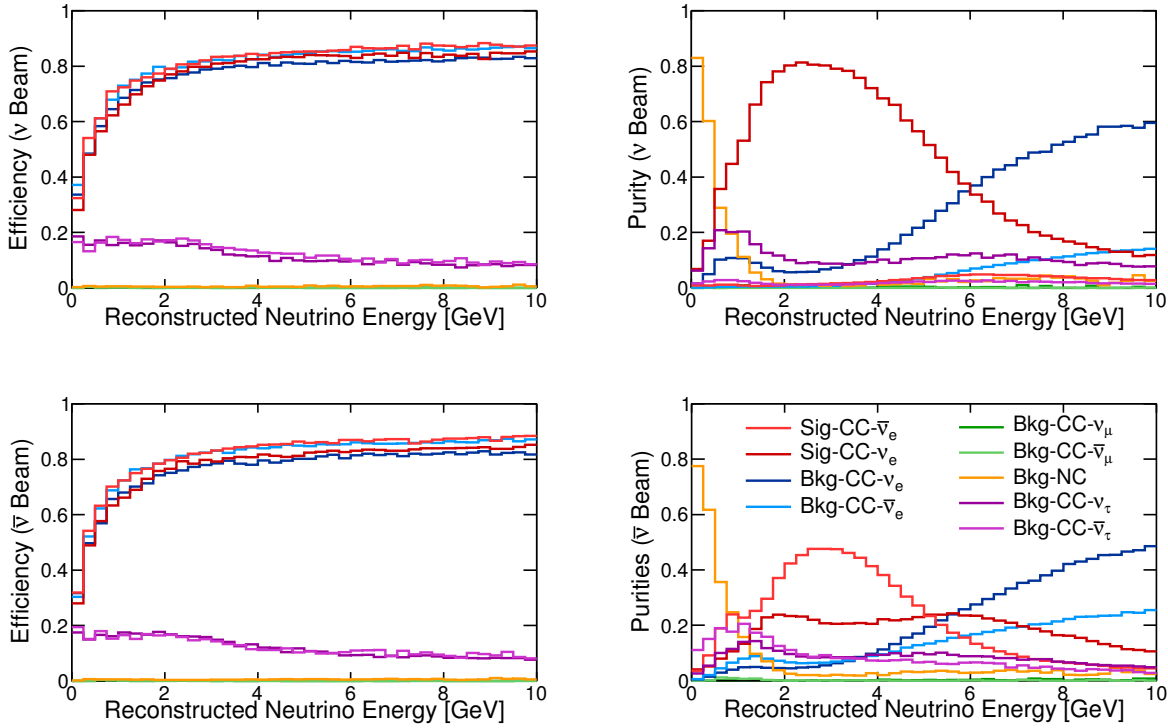 Efficiency (ν Beam)
1
0.8
0.6
0.4
0.2
0
0 2 4 6 8 10
Reconstructed Neutrino Energy [GeV]
Purity (ν Beam)
1
0.8
0.6
0.4
0.2
0
0 2 4 6 8 10
Reconstructed Neutrino Energy [GeV]
Efficiency (ν̅ Beam)
1
0.8
0.6
0.4
0.2
0
0 2 4 6 8 10
Reconstructed Neutrino Energy [GeV]
Purities (ν̅ Beam)
1
0.8
0.6
0.4
0.2
0
Sig-CC-ν̅e
Sig-CC-νe
Bkg-CC-νe
Bkg-CC-ν̅e
Bkg-CC-νμ
Bkg-CC-ν̅μ
Bkg-NC
Bkg-CC-ντ
Bkg-CC-ν̅τ
0 2 4 6 8 10
Reconstructed Neutrino Energy [GeV]